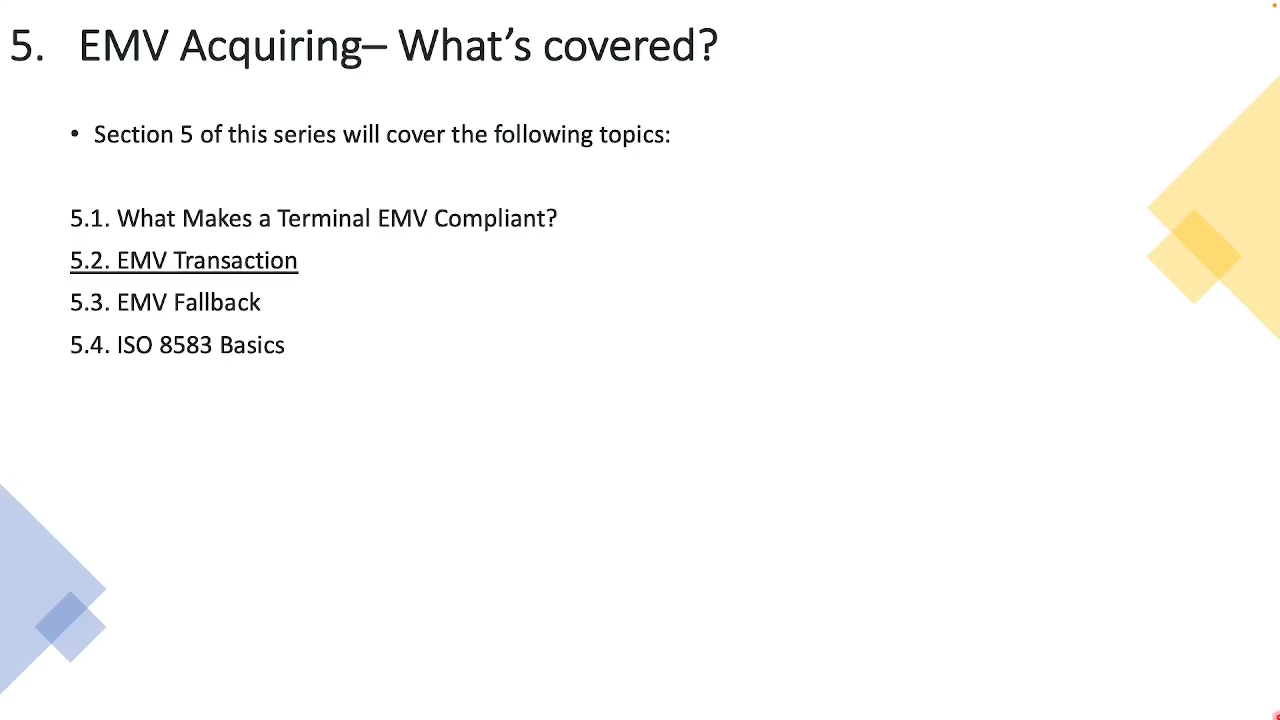 5. EMV Acquiring– What’s covered?
• Section 5 of this series will cover the following topics:
5.1. What Makes a Terminal EMV Compliant?
5.2. EMV Transaction
5.3. EMV Fallback
5.4. ISO 8583 Basics